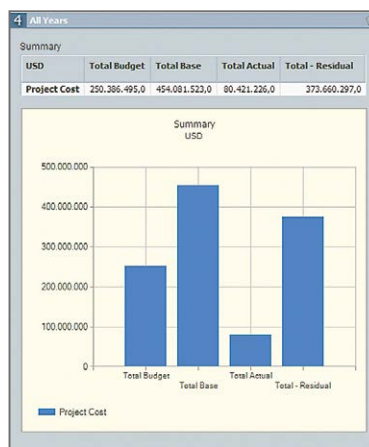 4 All Years
Summary
USD Total Budget Total Base Total Actual Total - Residual
Project Cost 250.386.495,0 454.081.523,0 80.421.226,0 373.660.297,0
Summary
USD
500.000.000
400.000.000
300.000.000
200.000.000
100.000.000
0
Total Budget Total Actual
Total Base Total - Residual
Project Cost